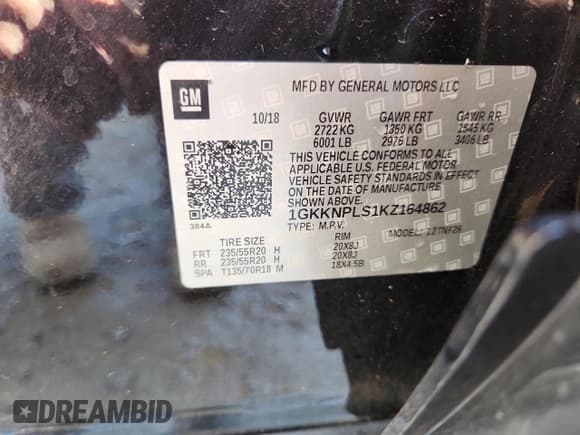 GM
MFD BY GENERAL MOTORS LLC
10/18 GVWR GAWR FRT GAWR RR
2722 KG 1350 KG 1545 KG
6001 LB 2976 LB 3406 LB
THIS VEHICLE CONFORMS TO ALL
APPLICABLE U.S. FEDERAL MOTOR
VEHICLE SAFETY STANDARDS IN EFFECT
ON THE DATE OF MANUFACTURE
SHOWN ABOVE.
1GKKNPLS1KZ164862
384A
TYPE: M.P.V. MODEL: 12TNF26
TIRE SIZE RIM
FRT 235/55R20 H 20X8J
RR 235/55R20 H 20X8J
SPA T135/70R18 M 18X4.5B
DREAMBID